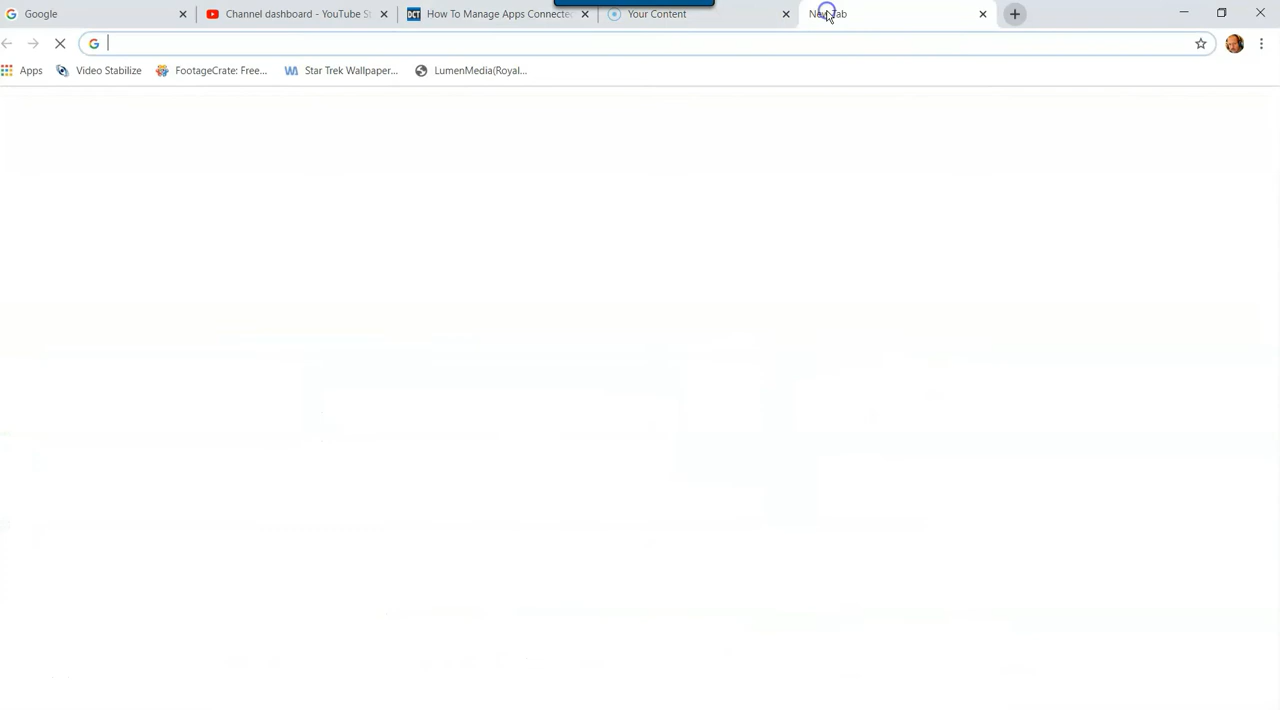 Google
Channel dashboard - YouTube St
DCT How To Manage Apps Connecte
Your Content
New Tab
Apps
Video Stabilize
FootageCrate: Free...
Star Trek Wallpaper...
LumenMedia(Royal...